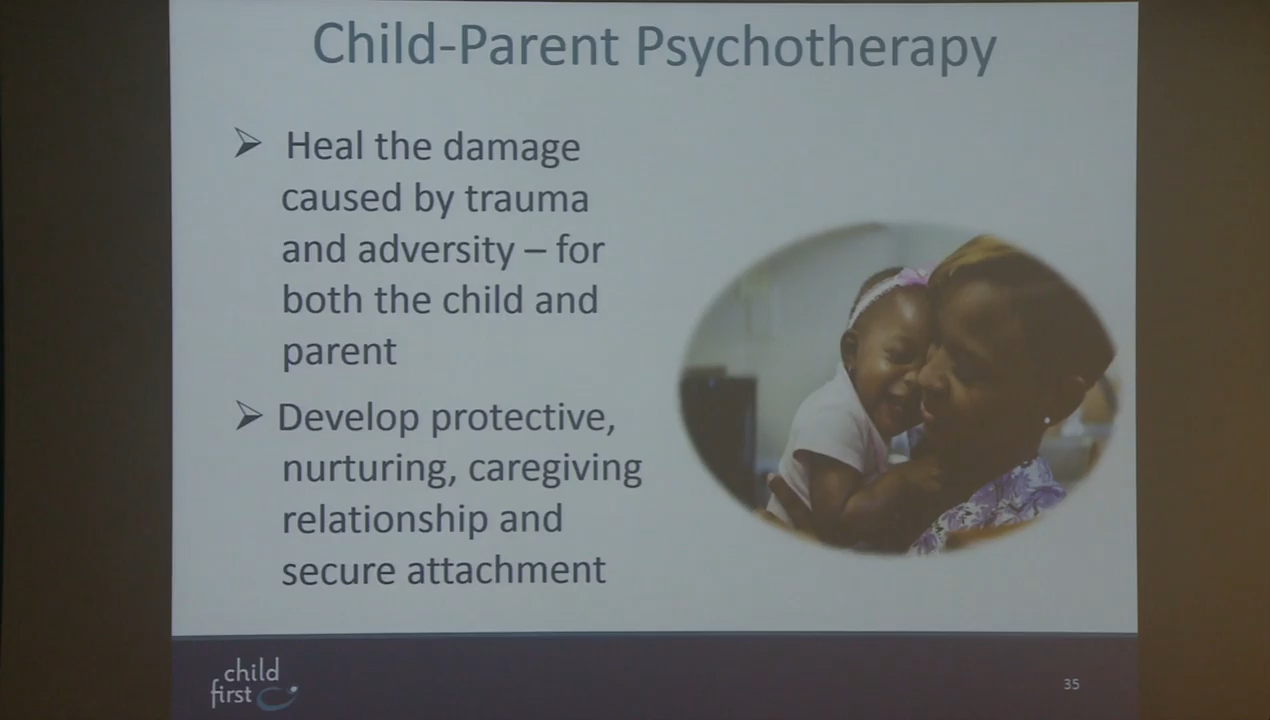 Child-Parent Psychotherapy
➢ Heal the damage
caused by trauma
and adversity – for
both the child and
parent
➢ Develop protective,
nurturing, caregiving
relationship and
secure attachment
child
first
35